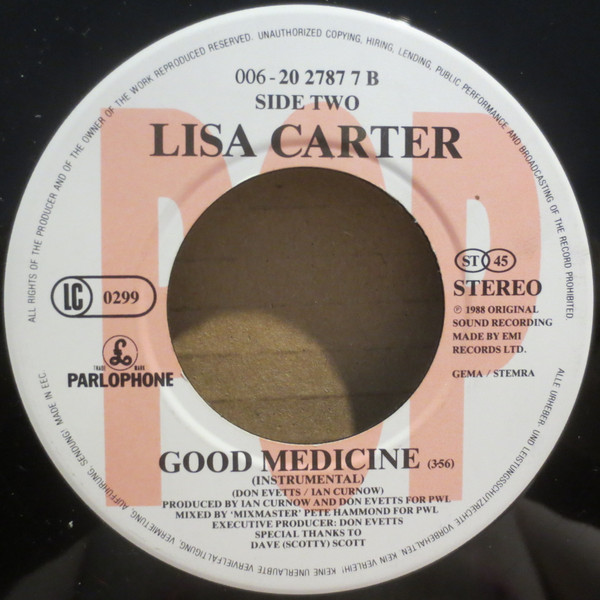 ALL RIGHTS OF THE PRODUCER AND OF THE OWNER OF THE WORK REPRODUCED RESERVED. UNAUTHORIZED COPYING, HIRING, LENDING, PUBLIC PERFORMANCE AND BROADCASTING OF THE RECORD PROHIBITED.
POP
006-20 2787 7 B
SIDE TWO
LISA CARTER
LC 0299
ST 45
STEREO
℗ 1988 ORIGINAL
SOUND RECORDING
MADE BY EMI
RECORDS LTD.
GEMA / STEMRA
TRADE MARK
PARLOPHONE
GOOD MEDICINE (3:56)
(INSTRUMENTAL)
(DON EVETTS / IAN CURNOW)
PRODUCED BY IAN CURNOW AND DON EVETTS FOR PWL
MIXED BY 'MIXMASTER' PETE HAMMOND FOR PWL
EXECUTIVE PRODUCER: DON EVETTS
SPECIAL THANKS TO
DAVE (SCOTTY) SCOTT
ALLE URHEBER- UND LEISTUNGSSCHUTZRECHTE VORBEHALTEN. KEIN VERLEIH! KEINE UNERLAUBTE VERVIELFÄLTIGUNG, VERMIETUNG, AUFFÜHRUNG, SENDUNG! MADE IN EEC